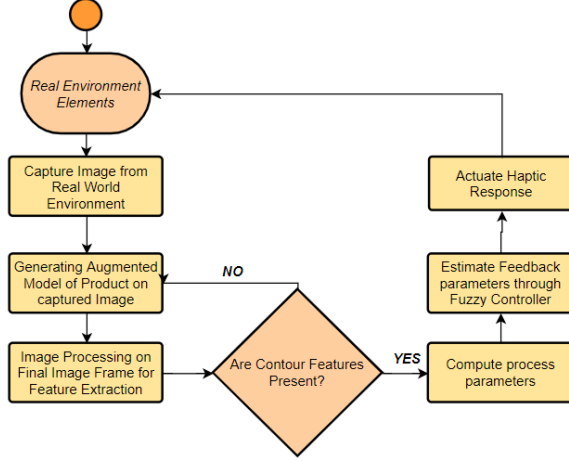 Real Environment
Elements
Capture Image from
Real World
Environment
Generating Augmented
Model of Product on
captured Image
Image Processing on
Final Image Frame for
Feature Extraction
NO
Are Contour Features
Present?
YES
Compute process
parameters
Estimate Feedback
parameters through
Fuzzy Controller
Actuate Haptic
Response